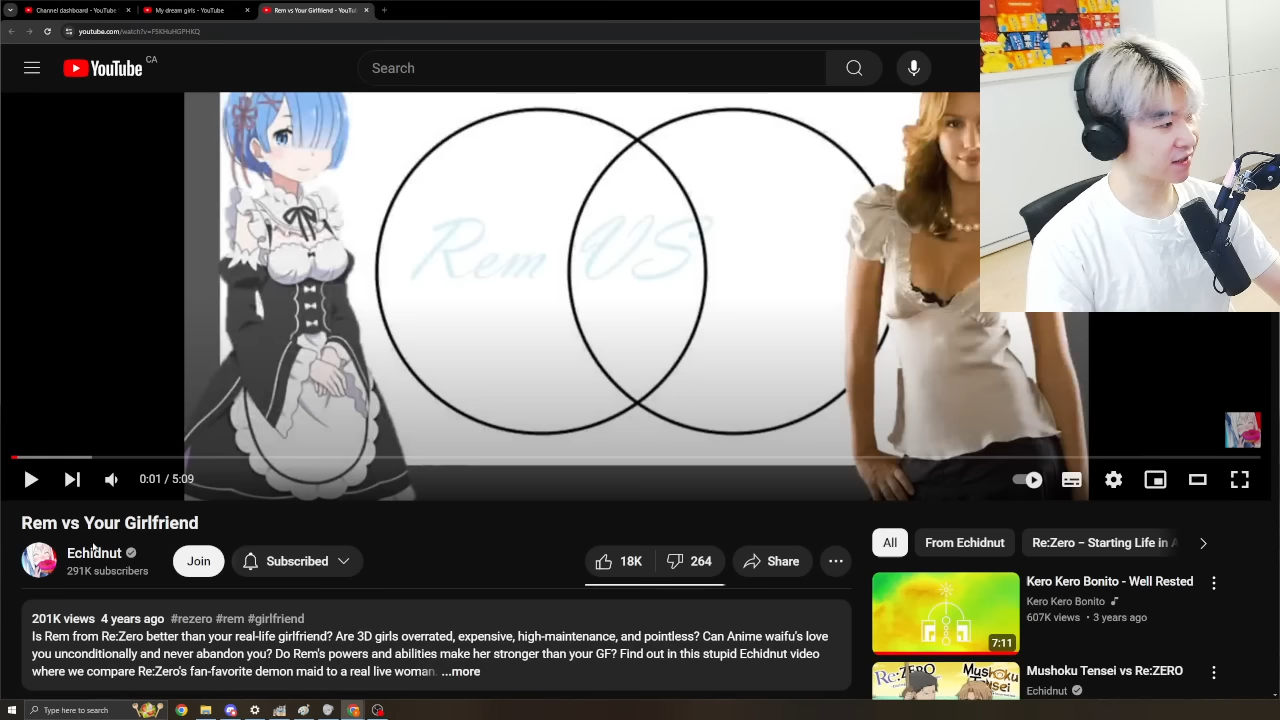 Channel dashboard - YouTube
My dream girls - YouTube
Rem vs Your Girlfriend - YouTu
youtube.com/watch?v=F5KHuHGPHKQ
YouTube CA
Search
Rem VS
0:01 / 5:09
Rem vs Your Girlfriend
Echidnut
291K subscribers
Join
Subscribed
18K
264
Share
All
From Echidnut
Re:Zero – Starting Life in A
201K views 4 years ago #rezero #rem #girlfriend
Is Rem from Re:Zero better than your real-life girlfriend? Are 3D girls overrated, expensive, high-maintenance, and pointless? Can Anime waifu's love
you unconditionally and never abandon you? Do Rem's powers and abilities make her stronger than your GF? Find out in this stupid Echidnut video
where we compare Re:Zero's fan-favorite demon maid to a real live woman. ...more
7:11
Kero Kero Bonito - Well Rested
Kero Kero Bonito
607K views • 3 years ago
Re:ZERO
Mushoku
Tensei
Mushoku Tensei vs Re:ZERO
Echidnut
Type here to search